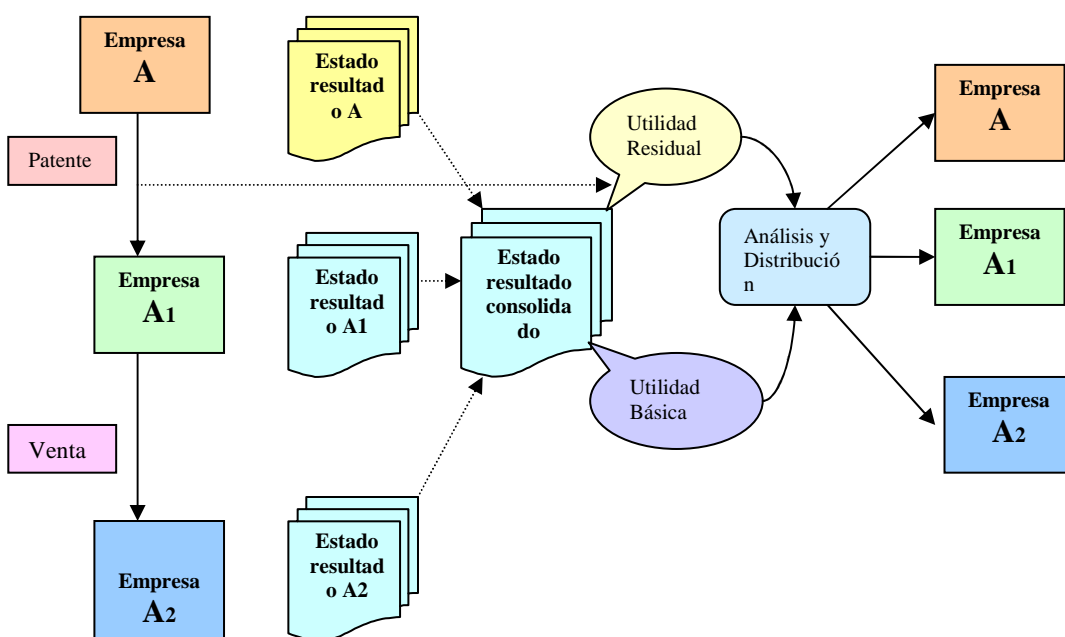 Empresa
A
Patente
Empresa
A1
Venta
Empresa
A2
Estado
resultad
o A
Estado
resultad
o A1
Estado
resultad
o A2
Estado
resultado
consolida
do
Utilidad
Residual
Utilidad
Básica
Análisis y
Distribució
n
Empresa
A
Empresa
A1
Empresa
A2